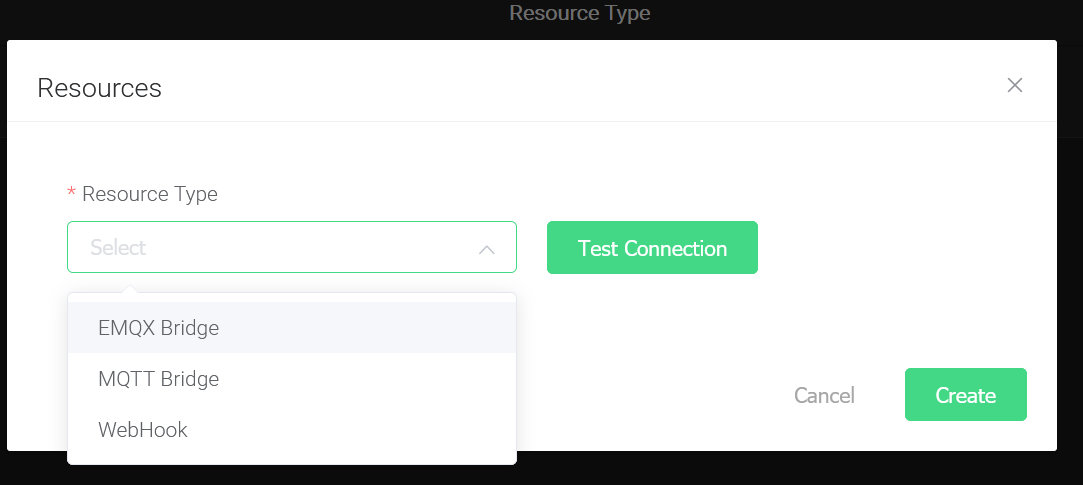 Resource Type
Resources
* Resource Type
Select
Test Connection
EMQX Bridge
MQTT Bridge
WebHook
Cancel
Create